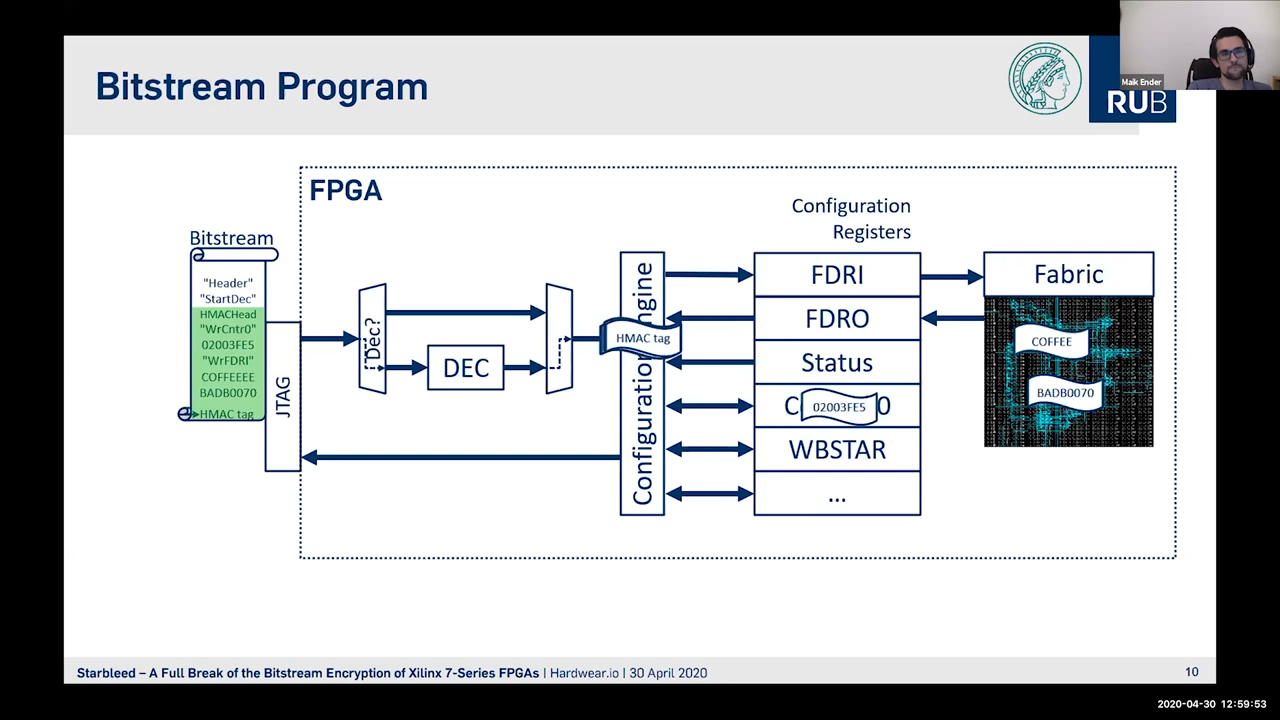 Bitstream Program
Maik Ender
RUB
FPGA
Configuration
Registers
Bitstream
"Header"
"StartDec"
HMACHead
"WrCntr0"
02003FE5
"WrFDRI"
COFFEEEE
BADB0070
HMAC tag
JTAG
Dec?
DEC
Configuration Engine
HMAC tag
FDRI
FDRO
Status
C 0
02003FE5
WBSTAR
...
Fabric
COFFEE
BADB0070
Starbleed – A Full Break of the Bitstream Encryption of Xilinx 7-Series FPGAs | Hardwear.io | 30 April 2020
10
2020-04-30 12:59:53